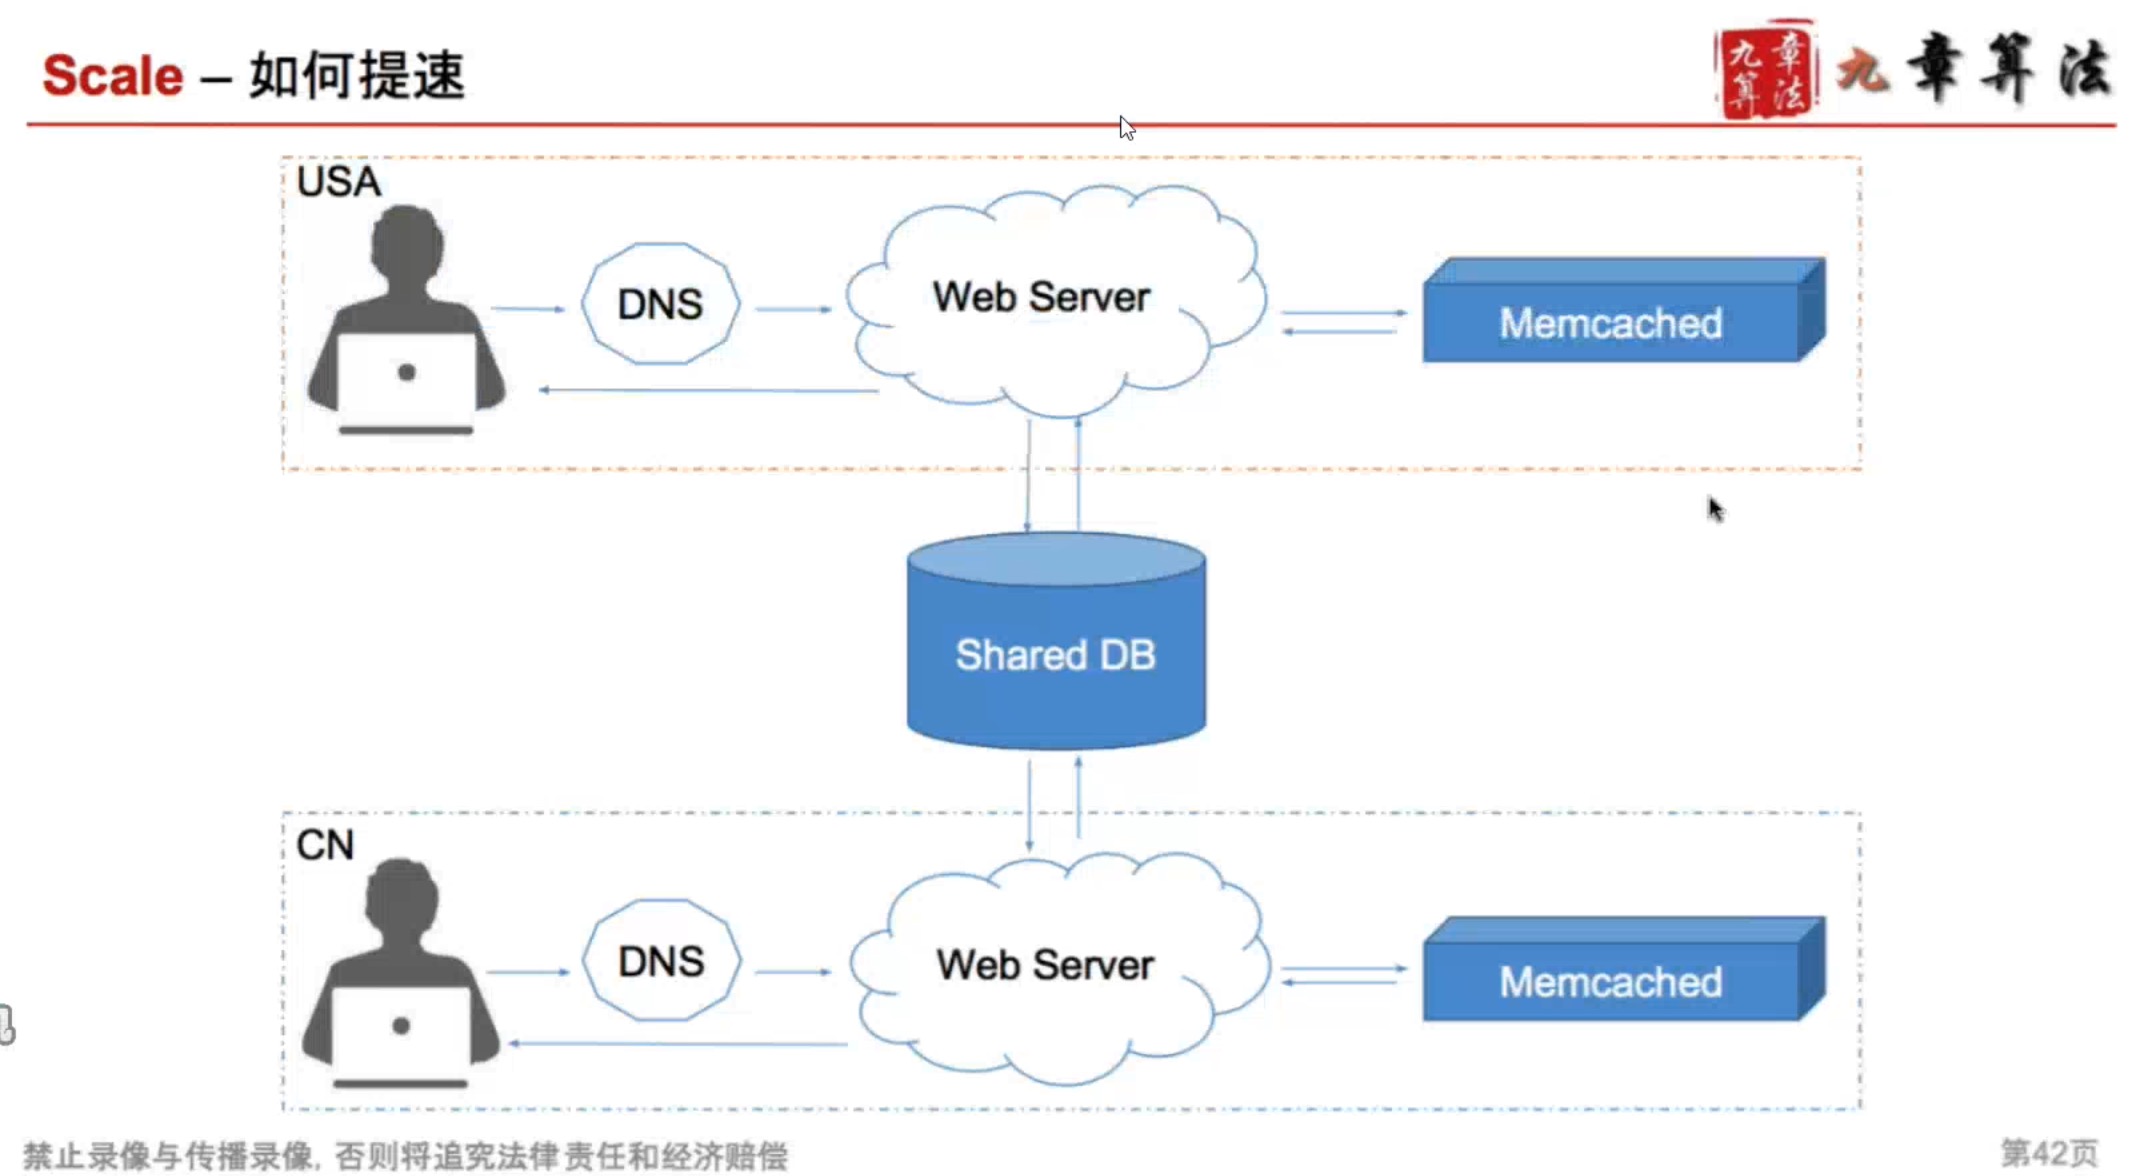 Scale – 如何提速
九章算法
九章算法
USA
DNS
Web Server
Memcached
Shared DB
CN
DNS
Web Server
Memcached
禁止录像与传播录像, 否则将追究法律责任和经济赔偿
第42页